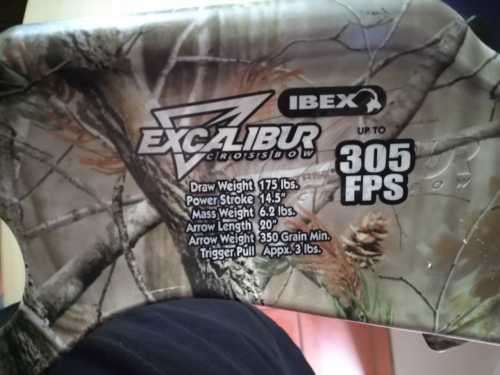 IBEX
EXCALIBUR
CROSSBOW
UP TO
305
FPS
Draw Weight 175 lbs.
Power Stroke 14.5"
Mass Weight 6.2 lbs.
Arrow Length 20"
Arrow Weight 350 Grain Min.
Trigger Pull Appx. 3 lbs.